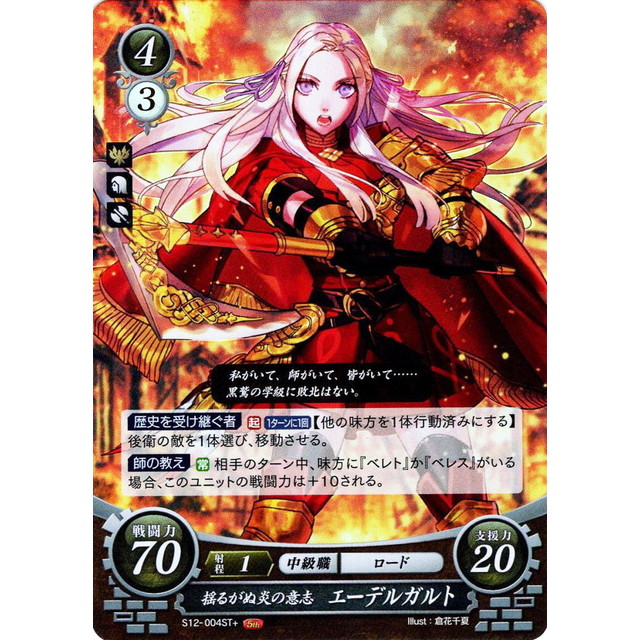 4
3
私がいて、師がいて、皆がいて……
黒鷲の学級に敗北はない。
歴史を受け継ぐ者 起 1ターンに1回 【他の味方を1体行動済みにする】
後衛の敵を1体選び、移動させる。
師の教え 常 相手のターン中、味方に『ベレト』か『ベレス』がいる
場合、このユニットの戦闘力は+10される。
戦闘力 70
射程 1
中級職 ロード
支援力 20
揺るがぬ炎の意志 エーデルガルト
S12-004ST+ 5th Illust:倉花千夏